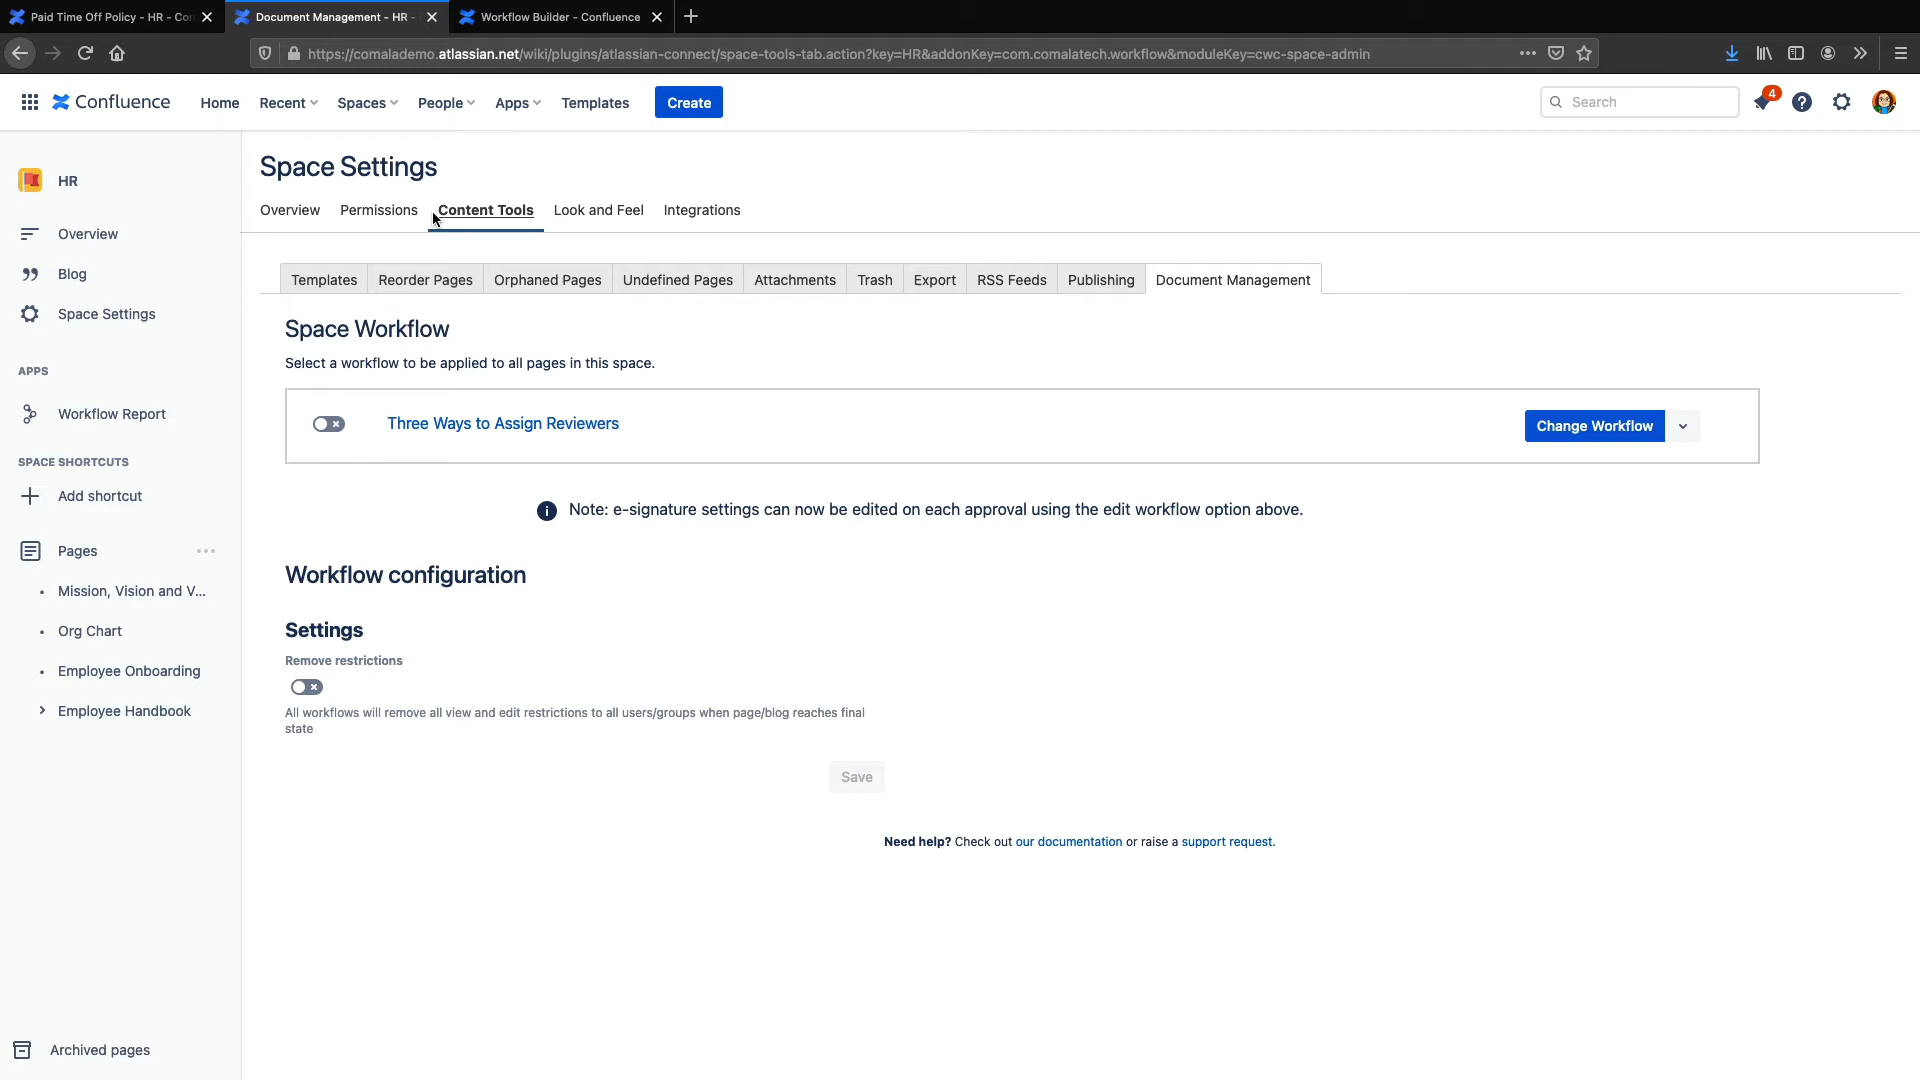 Paid Time Off Policy - HR - Con
Document Management - HR -
Workflow Builder - Confluence
https://comalademo.atlassian.net/wiki/plugins/atlassian-connect/space-tools-tab.action?key=HR&addonKey=com.comalatech.workflow&moduleKey=cwc-space-admin
Confluence
Home
Recent
Spaces
People
Apps
Templates
Create
Search
4
HR
Overview
Blog
Space Settings
APPS
Workflow Report
SPACE SHORTCUTS
Add shortcut
Pages
Mission, Vision and V...
Org Chart
Employee Onboarding
Employee Handbook
Archived pages
Space Settings
Overview
Permissions
Content Tools
Look and Feel
Integrations
Templates
Reorder Pages
Orphaned Pages
Undefined Pages
Attachments
Trash
Export
RSS Feeds
Publishing
Document Management
Space Workflow
Select a workflow to be applied to all pages in this space.
Three Ways to Assign Reviewers
Change Workflow
Note: e-signature settings can now be edited on each approval using the edit workflow option above.
Workflow configuration
Settings
Remove restrictions
All workflows will remove all view and edit restrictions to all users/groups when page/blog reaches final
state
Save
Need help? Check out our documentation or raise a support request.